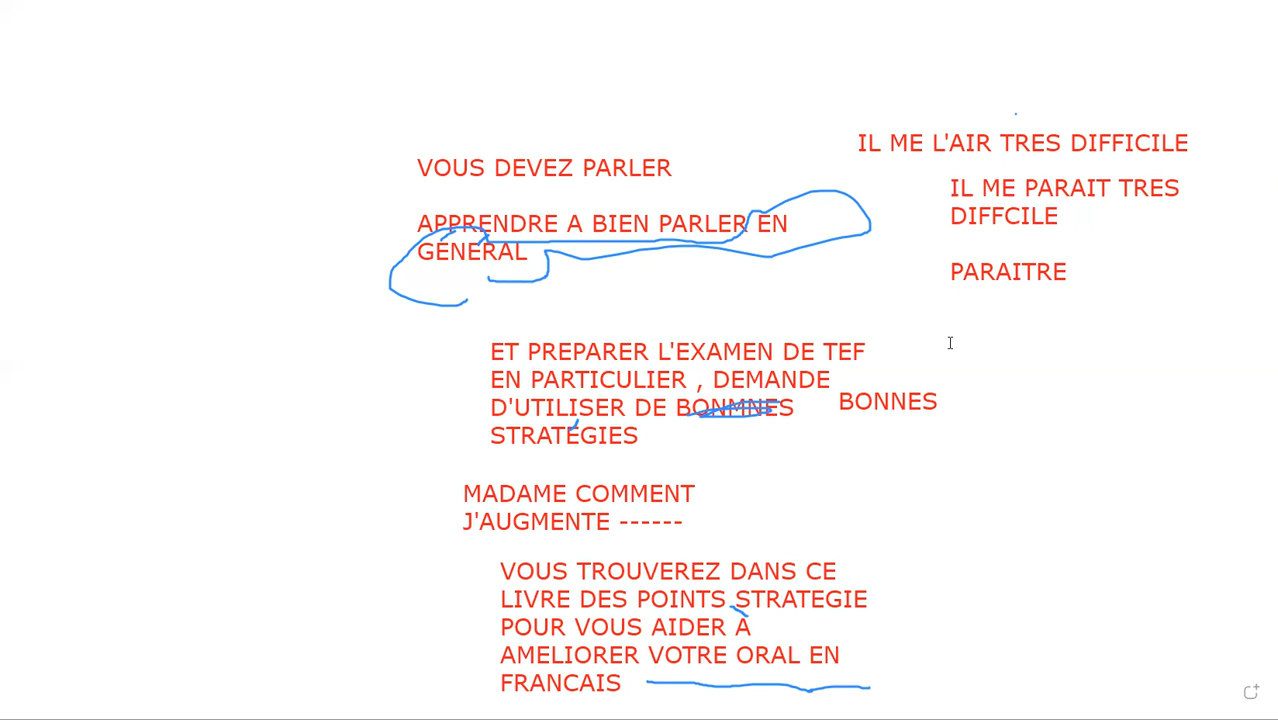 VOUS DEVEZ PARLER
APPRENDRE A BIEN PARLER EN
GENERAL
IL ME L'AIR TRES DIFFICILE
IL ME PARAIT TRES
DIFFCILE
PARAITRE
ET PREPARER L'EXAMEN DE TEF
EN PARTICULIER , DEMANDE
D'UTILISER DE BONMNES
STRATEGIES
BONNES
MADAME COMMENT
J'AUGMENTE ------
VOUS TROUVEREZ DANS CE
LIVRE DES POINTS STRATEGIE
POUR VOUS AIDER A
AMELIORER VOTRE ORAL EN
FRANCAIS